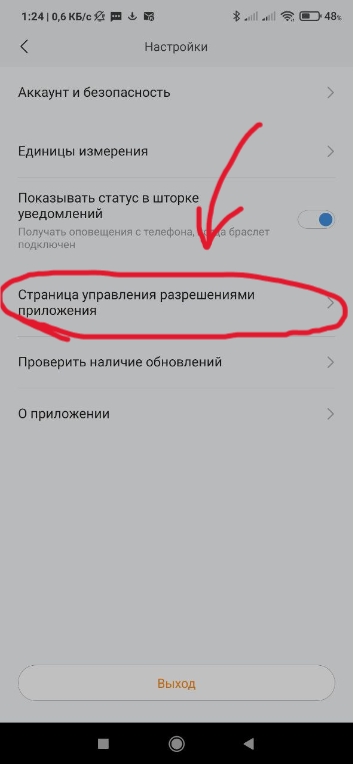 1:24 | 0,6 КБ/с 48%
Настройки
Аккаунт и безопасность
Единицы измерения
Показывать статус в шторке
уведомлений
Получать оповещения с телефона, когда браслет
подключен
Страница управления разрешениями
приложения
Проверить наличие обновлений
О приложении
Выход